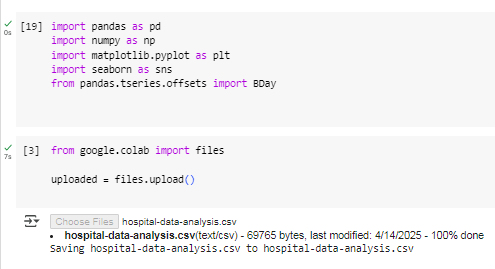 [19] import pandas as pd
import numpy as np
import matplotlib.pyplot as plt
import seaborn as sns
from pandas.tseries.offsets import BDay
0s
[3] from google.colab import files
7s
uploaded = files.upload()
Choose Files hospital-data-analysis.csv
• hospital-data-analysis.csv(text/csv) - 69765 bytes, last modified: 4/14/2025 - 100% done
Saving hospital-data-analysis.csv to hospital-data-analysis.csv